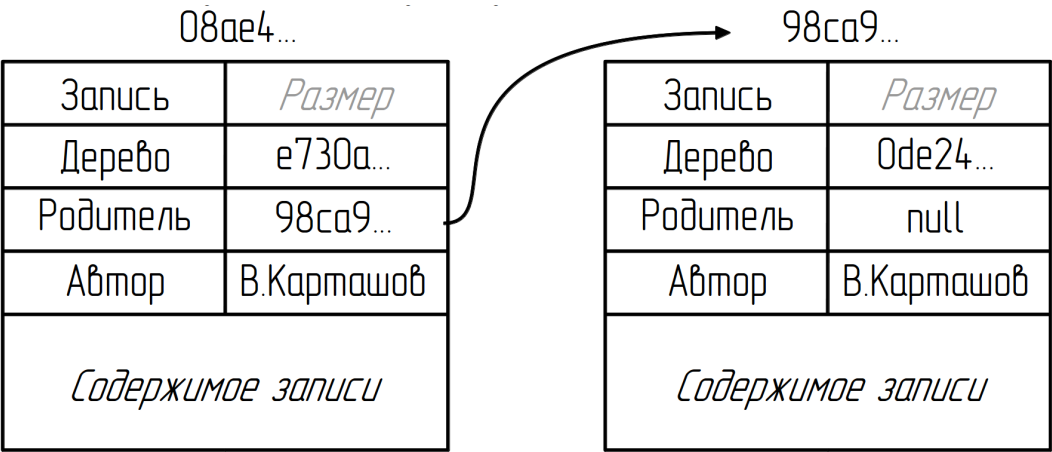 08ae4...
Запись Размер
Дерево e730a...
Родитель 98ca9...
Автор В.Карташов
Содержимое записи
98ca9...
Запись Размер
Дерево 0de24...
Родитель null
Автор В.Карташов
Содержимое записи